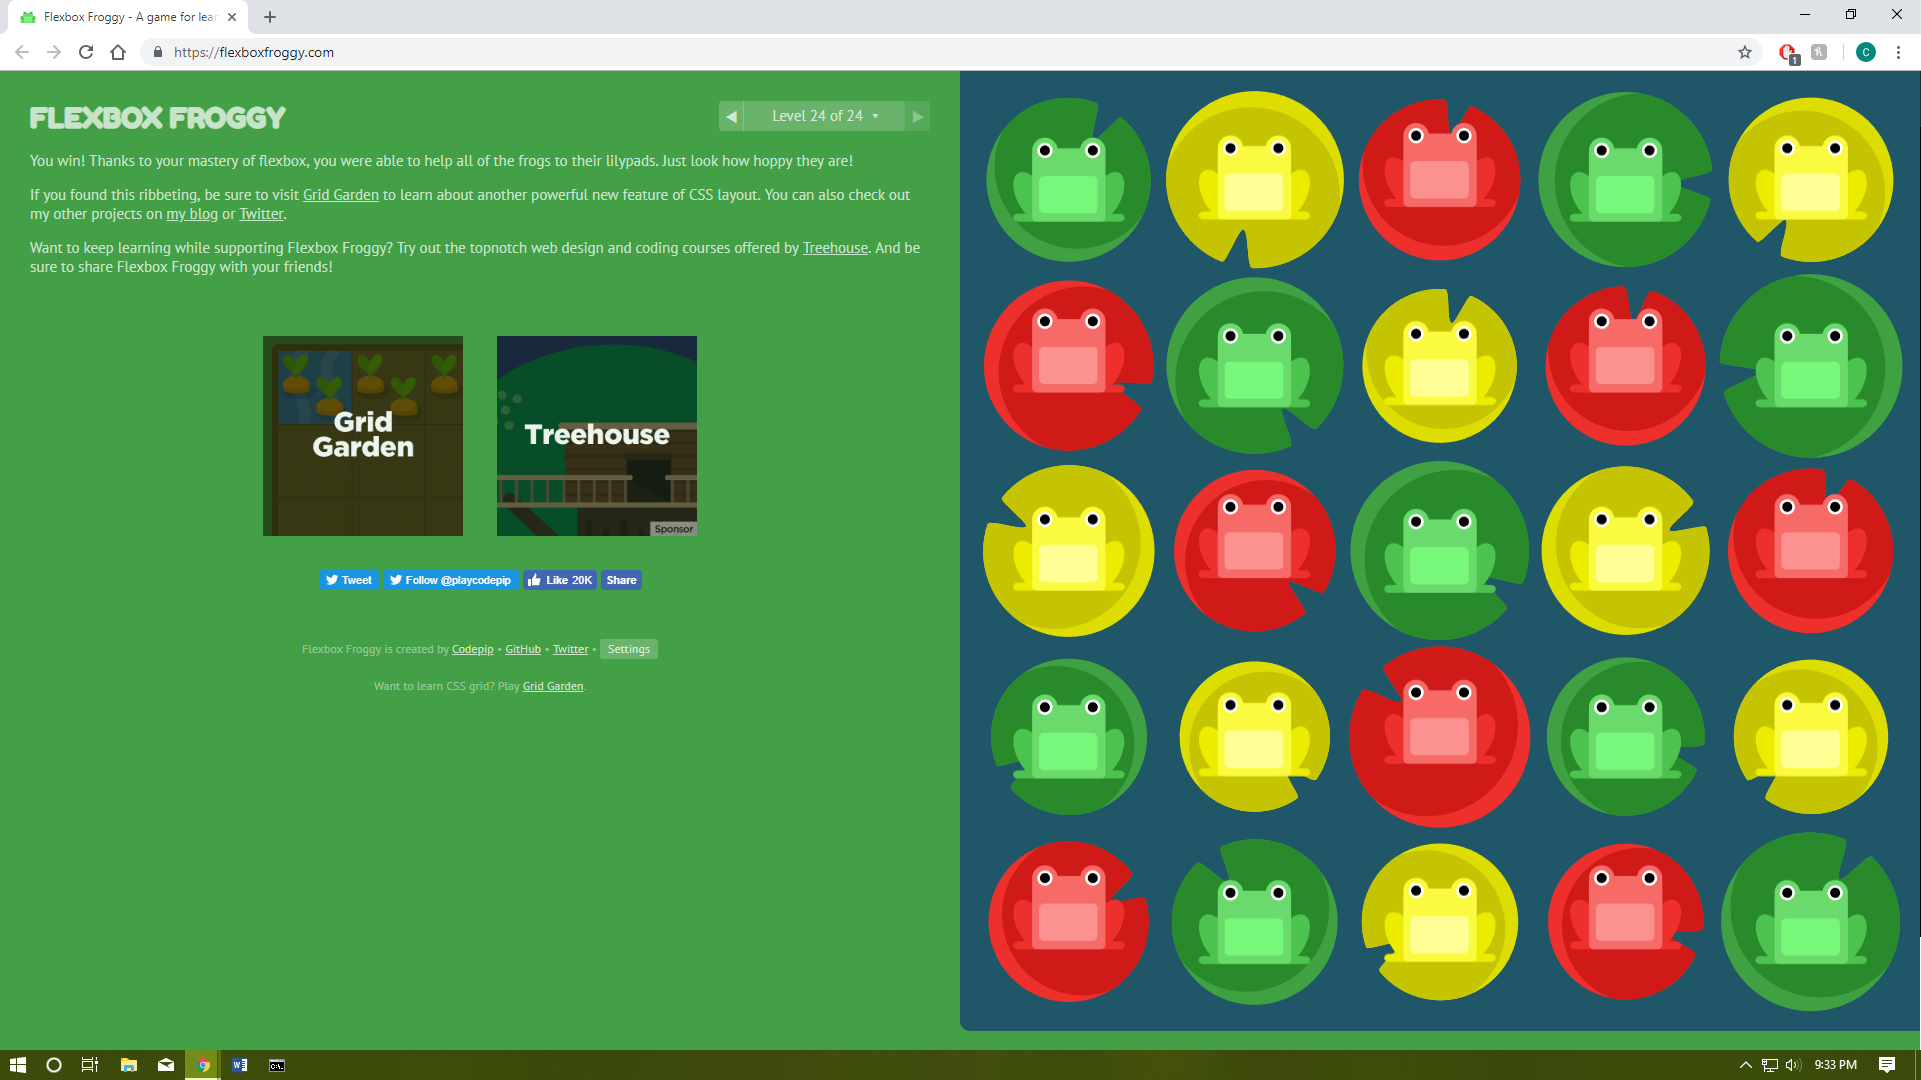 Flexbox Froggy - A game for lear
https://flexboxfroggy.com
1
C
FLEXBOX FROGGY
Level 24 of 24
You win! Thanks to your mastery of flexbox, you were able to help all of the frogs to their lilypads. Just look how hoppy they are!
If you found this ribbeting, be sure to visit Grid Garden to learn about another powerful new feature of CSS layout. You can also check out
my other projects on my blog or Twitter.
Want to keep learning while supporting Flexbox Froggy? Try out the topnotch web design and coding courses offered by Treehouse. And be
sure to share Flexbox Froggy with your friends!
Grid
Garden
Treehouse
Sponsor
Tweet Follow @playcodepip Like 20K Share
Flexbox Froggy is created by Codepip • GitHub • Twitter • Settings
Want to learn CSS grid? Play Grid Garden.
9:33 PM